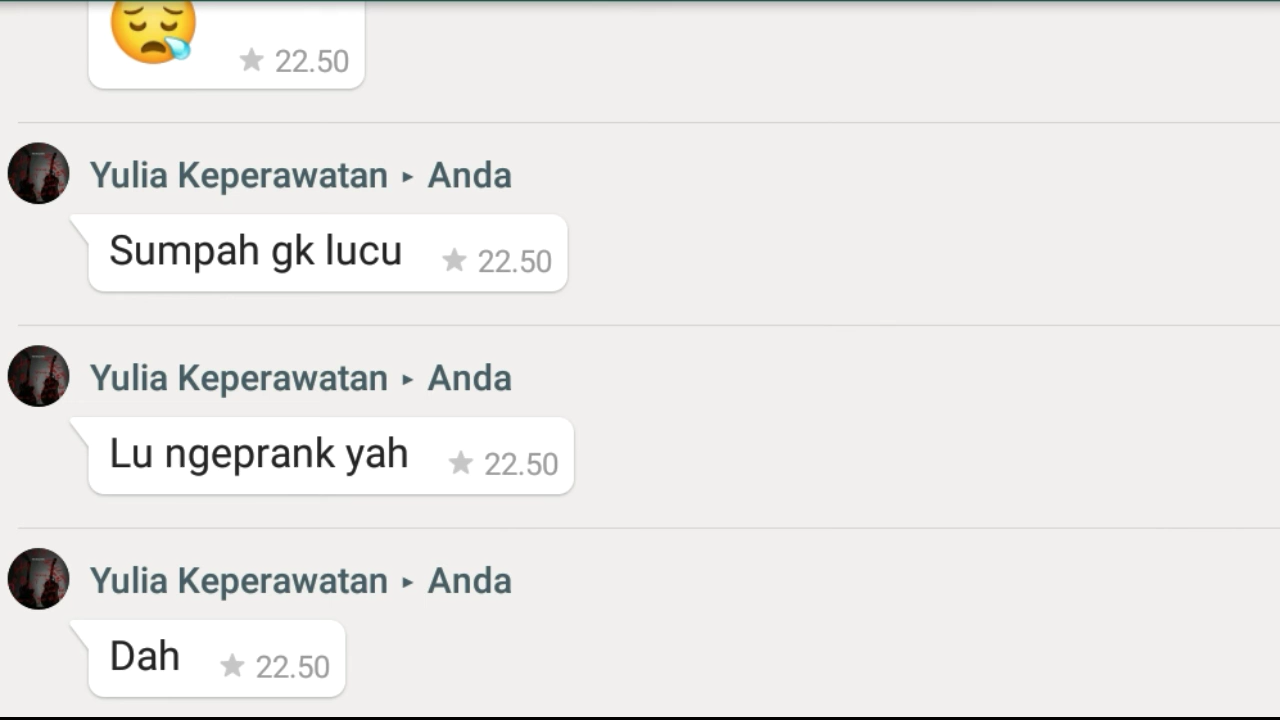 22.50
Yulia Keperawatan ▸ Anda
Sumpah gk lucu 22.50
Yulia Keperawatan ▸ Anda
Lu ngeprank yah 22.50
Yulia Keperawatan ▸ Anda
Dah 22.50